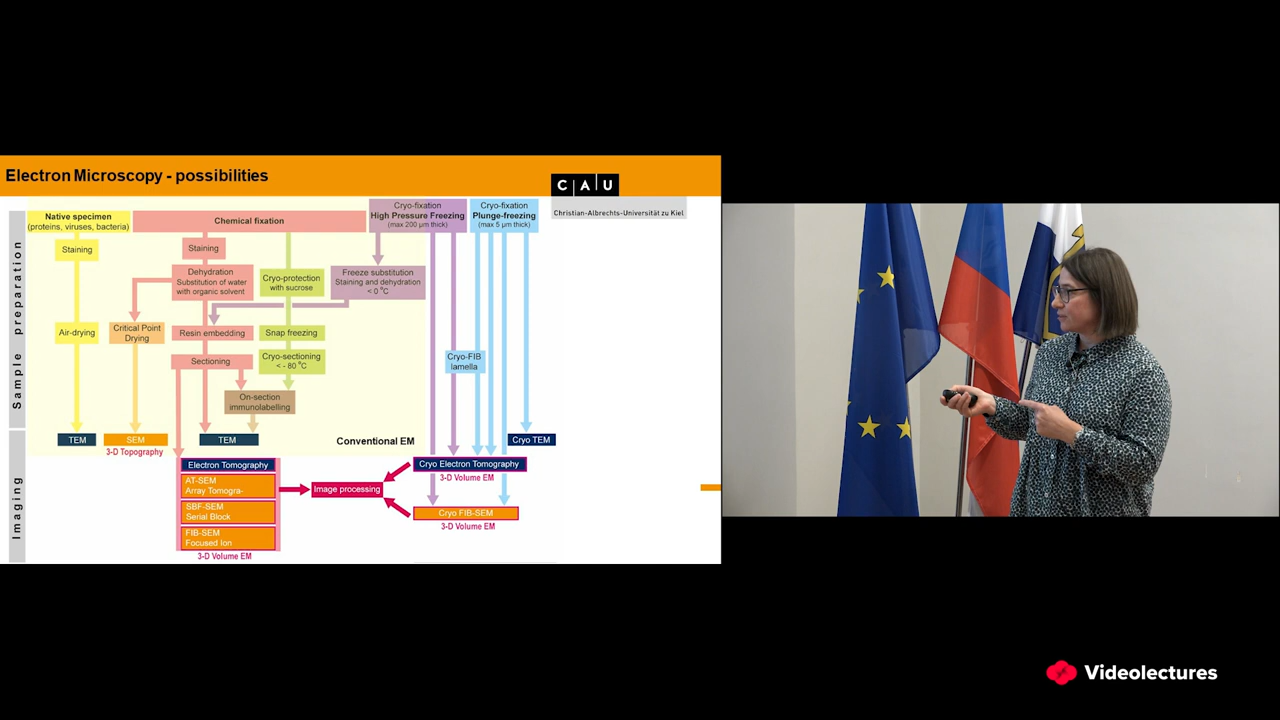 Electron Microscopy - possibilities
C A U
Christian-Albrechts-Universität zu Kiel
Sample preparation
Imaging
Native specimen
(proteins, viruses, bacteria)
Staining
Air-drying
TEM
Chemical fixation
Staining
Dehydration
Substitution of water
with organic solvent
Critical Point
Drying
SEM
3-D Topography
Resin embedding
Sectioning
Cryo-protection
with sucrose
Snap freezing
Cryo-sectioning
< - 80 °C
On-section
immunolabelling
TEM
Cryo-fixation
High Pressure Freezing
(max 200 µm thick)
Freeze substitution
Staining and dehydration
< 0 °C
Cryo-fixation
Plunge-freezing
(max 5 µm thick)
Cryo-FIB
lamella
Conventional EM
Cryo TEM
Electron Tomography
AT-SEM
Array Tomogra-
SBF-SEM
Serial Block
FIB-SEM
Focused Ion
3-D Volume EM
Image processing
Cryo Electron Tomography
3-D Volume EM
Cryo FIB-SEM
3-D Volume EM
Videolectures